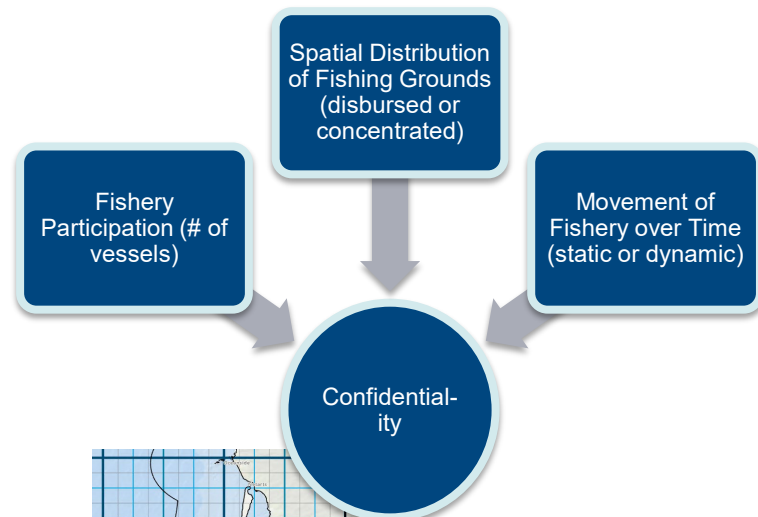 Spatial Distribution
of Fishing Grounds
(disbursed or
concentrated)
Fishery
Participation (# of
vessels)
Movement of
Fishery over Time
(static or dynamic)
Confidential-
ity